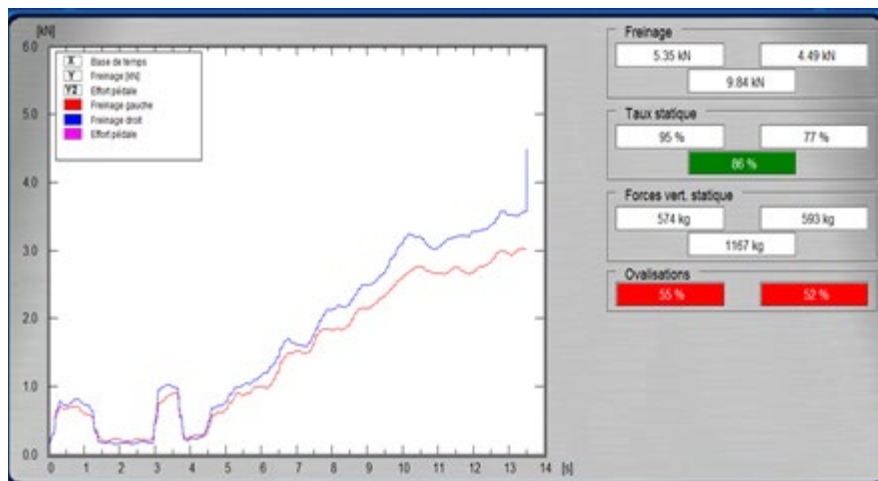 [kN]
6.0
5.0
4.0
3.0
2.0
1.0
0.0
0 1 2 3 4 5 6 7 8 9 10 11 12 13 14 [s]
X Base de temps
Y Freinage [kN]
Y2 Effort pédale
Freinage gauche
Freinage droit
Effort pédale
Freinage
5.35 kN 4.49 kN
9.84 kN
Taux statique
95 % 77 %
86 %
Forces vert. statique
574 kg 593 kg
1167 kg
Ovalisations
55 % 52 %